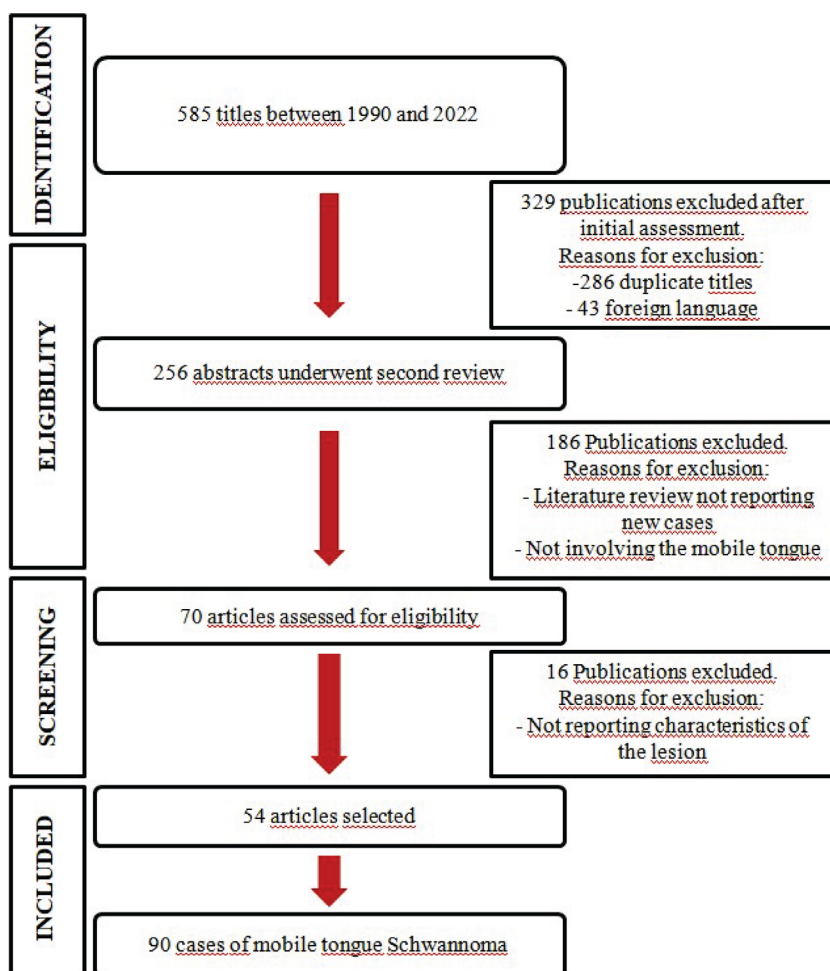 IDENTIFICATION
585 titles between 1990 and 2022
329 publications excluded after
initial assessment.
Reasons for exclusion:
-286 duplicate titles
- 43 foreign language
ELIGIBILITY
256 abstracts underwent second review
186 Publications excluded.
Reasons for exclusion:
- Literature review not reporting
new cases
- Not involving the mobile tongue
SCREENING
70 articles assessed for eligibility
16 Publications excluded.
Reasons for exclusion:
- Not reporting characteristics of
the lesion
INCLUDED
54 articles selected
90 cases of mobile tongue Schwannoma